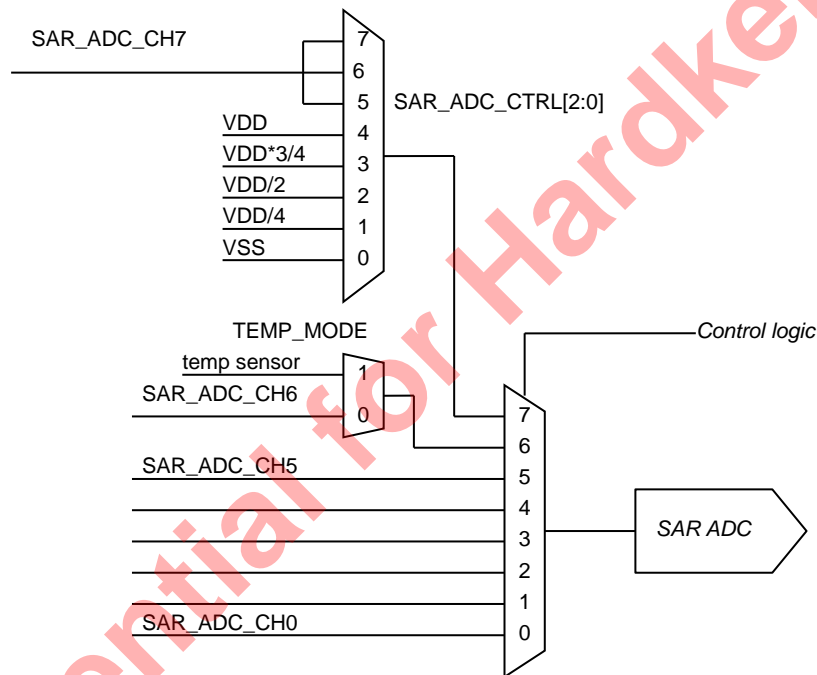 SAR_ADC_CH7
7
6
5
SAR_ADC_CTRL[2:0]
VDD
4
VDD*3/4
3
VDD/2
2
VDD/4
1
VSS
0
TEMP_MODE
Control logic
temp sensor
1
SAR_ADC_CH6
0
7
6
SAR_ADC_CH5
5
4
3
SAR ADC
2
1
SAR_ADC_CH0
0
ential for Hardker